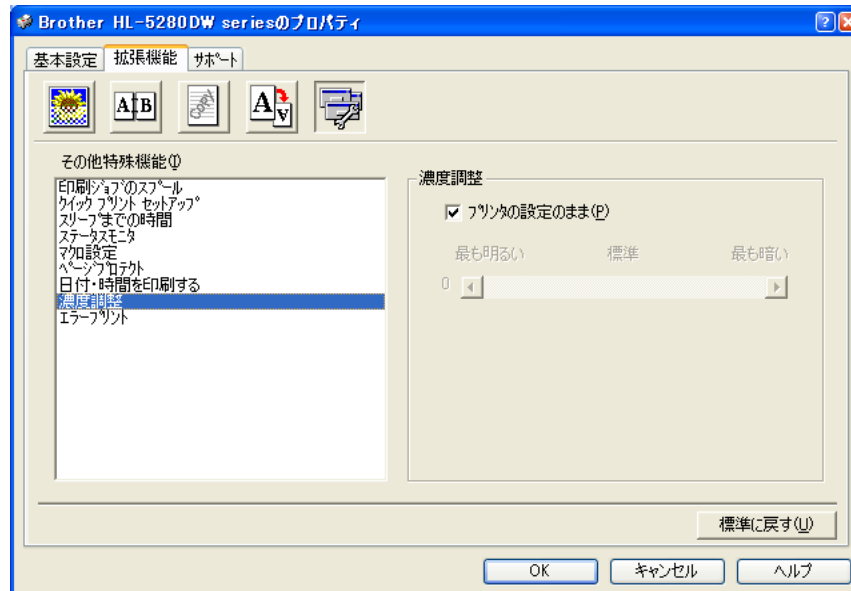 Brother HL-5280DW seriesのプロパティ
基本設定 拡張機能 ｻﾎﾟｰﾄ
A B
copy
A A
その他特殊機能(I)
印刷ｼﾞｮﾌﾞのｽﾌﾟｰﾙ
ｸｲｯｸ ﾌﾟﾘﾝﾄ ｾｯﾄｱｯﾌﾟ
ｽﾘｰﾌﾟまでの時間
ｽﾃｰﾀｽﾓﾆﾀ
ﾏｸﾛ設定
ﾍﾟｰｼﾞﾌﾟﾛﾃｸﾄ
日付･時間を印刷する
濃度調整
ｴﾗｰﾌﾟﾘﾝﾄ
濃度調整
ﾌﾟﾘﾝﾀの設定のまま(P)
最も明るい 標準 最も暗い
0
標準に戻す(U)
OK キャンセル ヘルプ